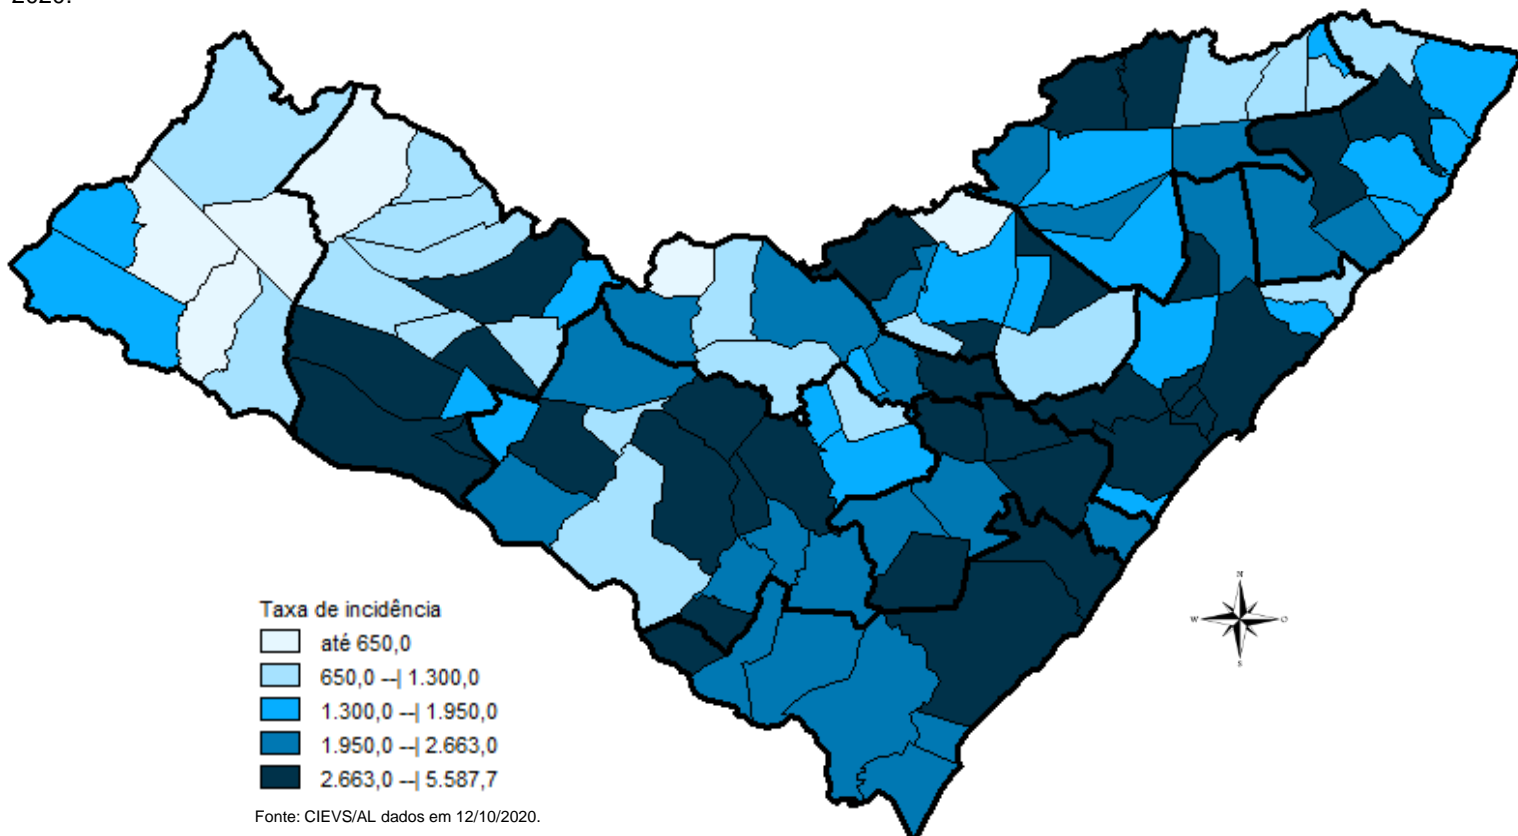 2020.
Taxa de incidência
até 650,0
650,0 --| 1.300,0
1.300,0 --| 1.950,0
1.950,0 --| 2.663,0
2.663,0 --| 5.587,7
Fonte: CIEVS/AL dados em 12/10/2020.
N
W
O
S